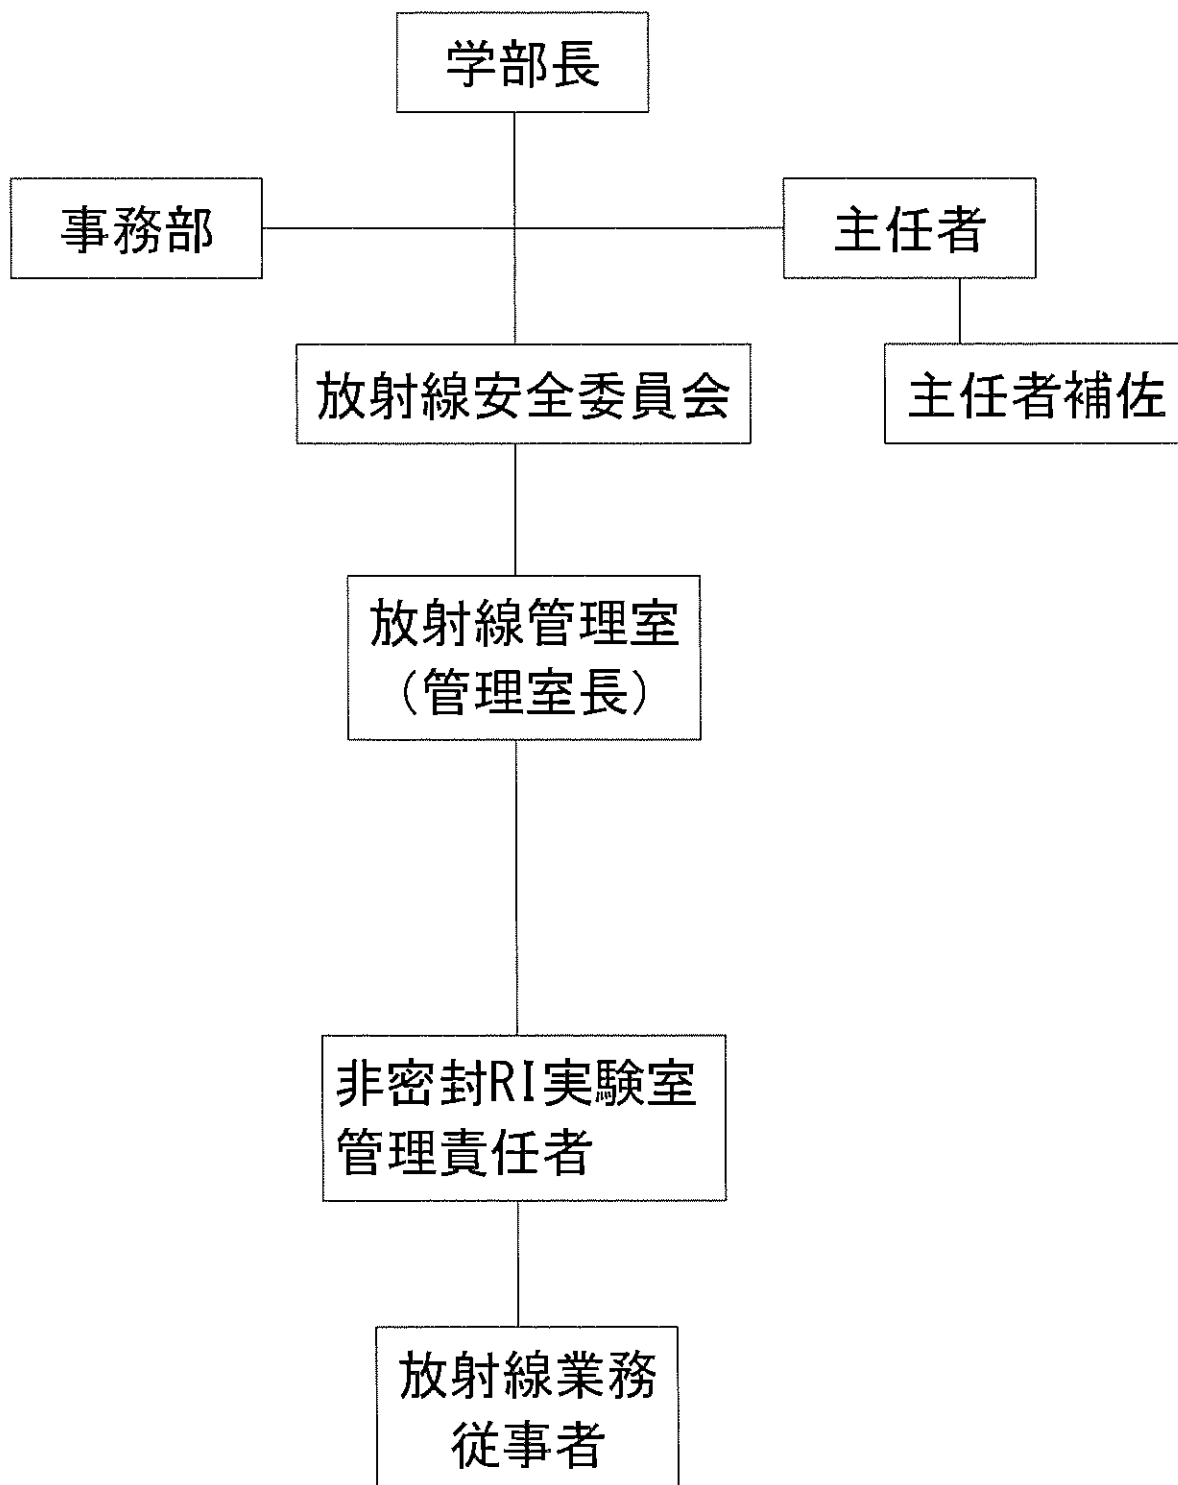 学部長
事務部
主任者
放射線安全委員会
主任者補佐
放射線管理室
（管理室長）
非密封RI実験室
管理責任者
放射線業務
従事者